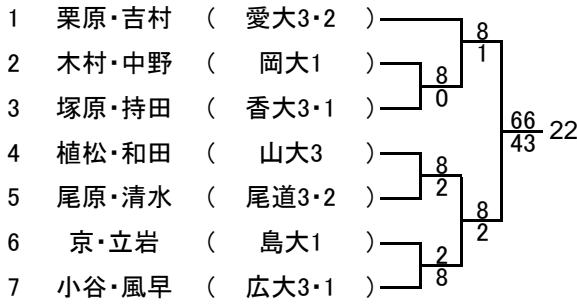 1 栗原・吉村 ( 愛大3・2 )
2 木村・中野 ( 岡大1 )
3 塚原・持田 ( 香大3・1 )
4 植松・和田 ( 山大3 )
5 尾原・清水 ( 尾道3・2 )
6 京・立岩 ( 島大1 )
7 小谷・風早 ( 広大3・1 )
8
1
8
0
66
43
22
8
2
8
2
2
8